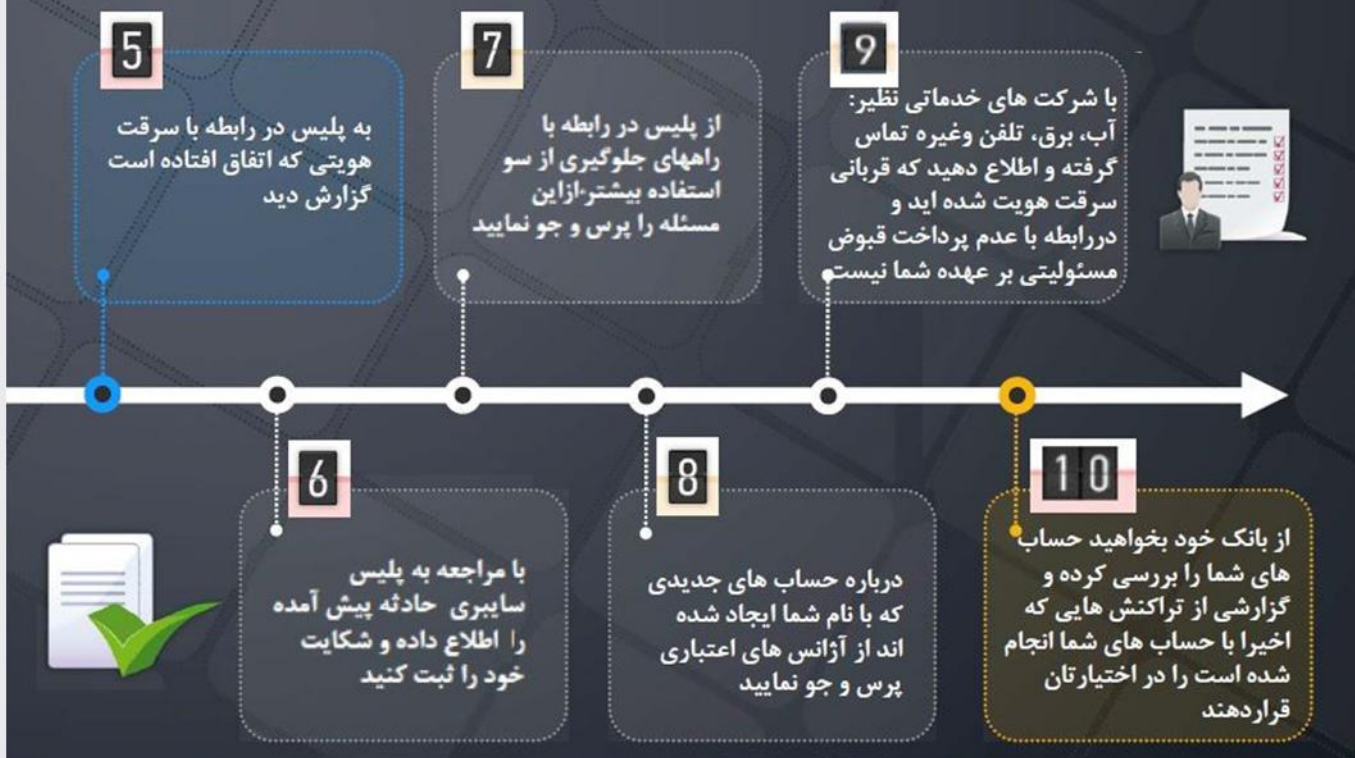 5
به پلیس در رابطه با سرقت
هویتی که اتفاق افتاده است
گزارش دید
6
با مراجعه به پلیس
سایبری حادثه پیش آمده
را اطلاع داده و شکایت
خود را ثبت کنید
7
از پلیس در رابطه با
راههای جلوگیری از سو
استفاده بیشتر ازاین
مسئله را پرس و جو نمایید
8
درباره حساب های جدیدی
که با نام شما ایجاد شده
اند از آژانس های اعتباری
پرس و جو نمایید
9
با شرکت های خدماتی نظیر:
آب، برق، تلفن وغیره تماس
گرفته و اطلاع دهید که قربانی
سرقت هویت شده اید و
دررابطه با عدم پرداخت قبوض
مسئولیتی بر عهده شما نیست
10
از بانک خود بخواهید حساب
های شما را بررسی کرده و
گزارشی از تراکنش هایی که
اخیرا با حساب های شما انجام
شده است را در اختیارتان
قراردهند